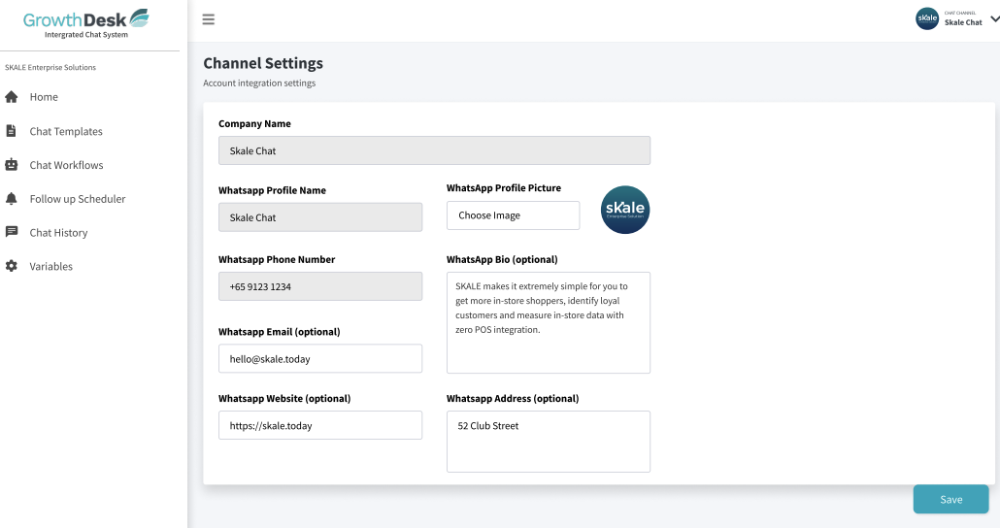 GrowthDesk
Intergrated Chat System
SKALE Enterprise Solutions
Home
Chat Templates
Chat Workflows
Follow up Scheduler
Chat History
Variables
skale
CHAT CHANNEL
Skale Chat
Channel Settings
Account integration settings
Company Name
Skale Chat
Whatsapp Profile Name
Skale Chat
WhatsApp Profile Picture
Choose Image
skale
Enterprise Solution
Whatsapp Phone Number
+65 9123 1234
WhatsApp Bio (optional)
SKALE makes it extremely simple for you to
get more in-store shoppers, identify loyal
customers and measure in-store data with
zero POS integration.
Whatsapp Email (optional)
hello@skale.today
Whatsapp Website (optional)
https://skale.today
Whatsapp Address (optional)
52 Club Street
Save